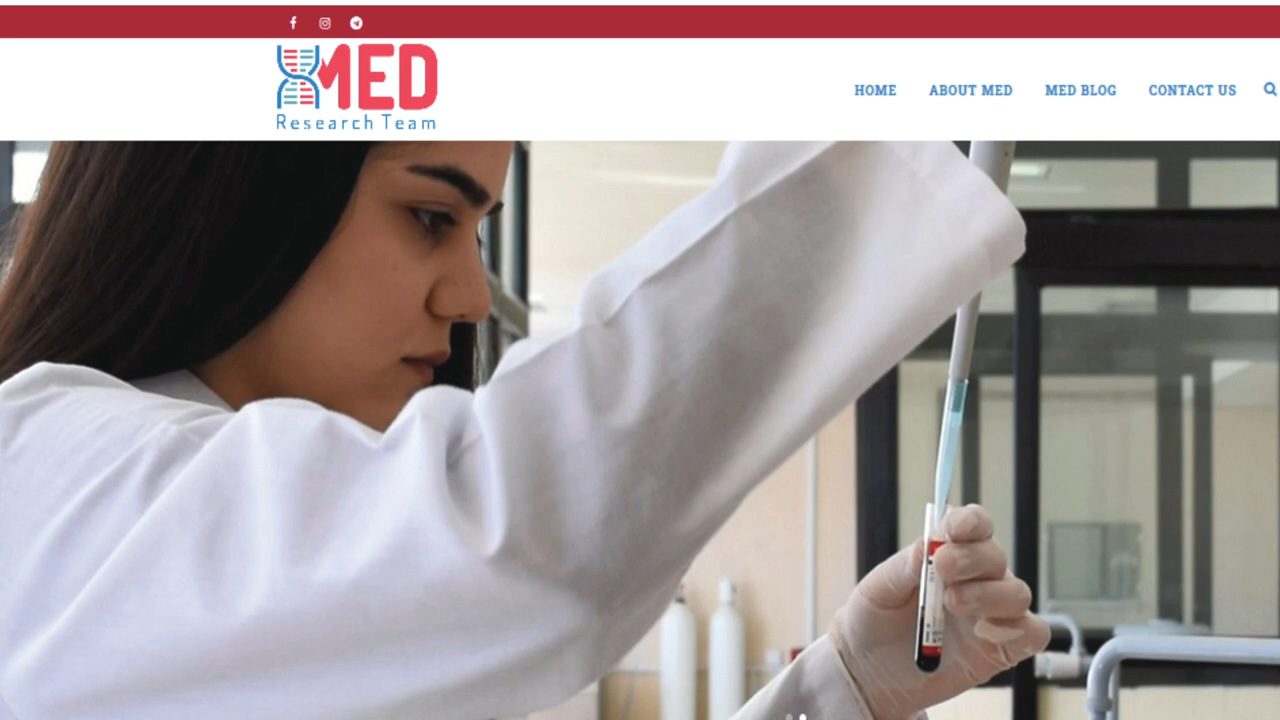 MED
Research Team
HOME
ABOUT MED
MED BLOG
CONTACT US